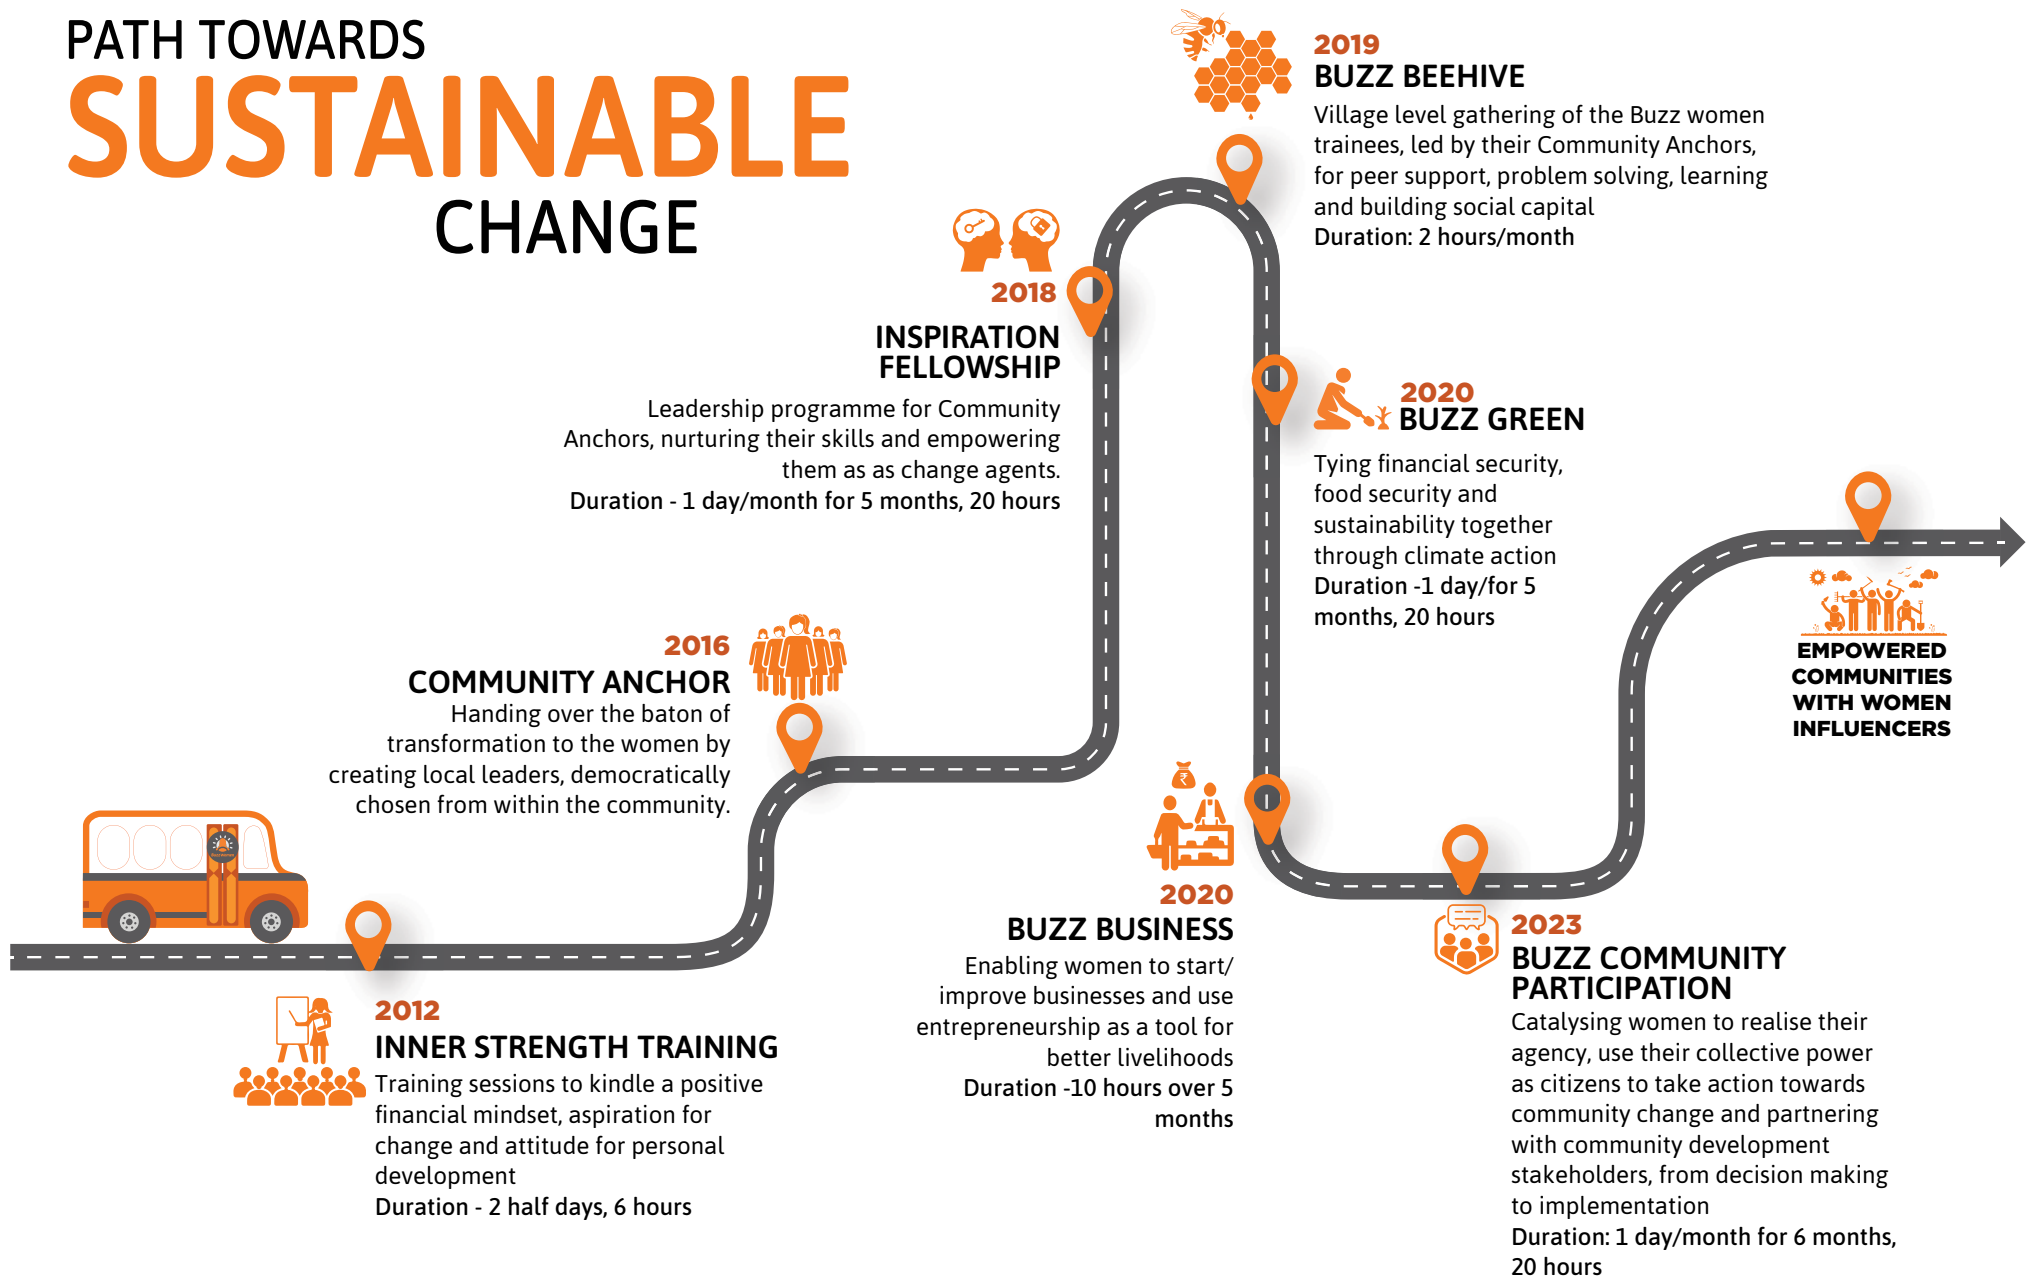 PATH TOWARDS
SUSTAINABLE
CHANGE
2012
INNER STRENGTH TRAINING
Training sessions to kindle a positive
financial mindset, aspiration for
change and attitude for personal
development
Duration - 2 half days, 6 hours
2016
COMMUNITY ANCHOR
Handing over the baton of
transformation to the women by
creating local leaders, democratically
chosen from within the community.
2018
INSPIRATION
FELLOWSHIP
Leadership programme for Community
Anchors, nurturing their skills and empowering
them as as change agents.
Duration - 1 day/month for 5 months, 20 hours
2019
BUZZ BEEHIVE
Village level gathering of the Buzz women
trainees, led by their Community Anchors,
for peer support, problem solving, learning
and building social capital
Duration: 2 hours/month
2020
BUZZ GREEN
Tying financial security,
food security and
sustainability together
through climate action
Duration -1 day/for 5
months, 20 hours
₹
2020
BUZZ BUSINESS
Enabling women to start/
improve businesses and use
entrepreneurship as a tool for
better livelihoods
Duration -10 hours over 5
months
2023
BUZZ COMMUNITY
PARTICIPATION
Catalysing women to realise their
agency, use their collective power
as citizens to take action towards
community change and partnering
with community development
stakeholders, from decision making
to implementation
Duration: 1 day/month for 6 months,
20 hours
EMPOWERED
COMMUNITIES
WITH WOMEN
INFLUENCERS